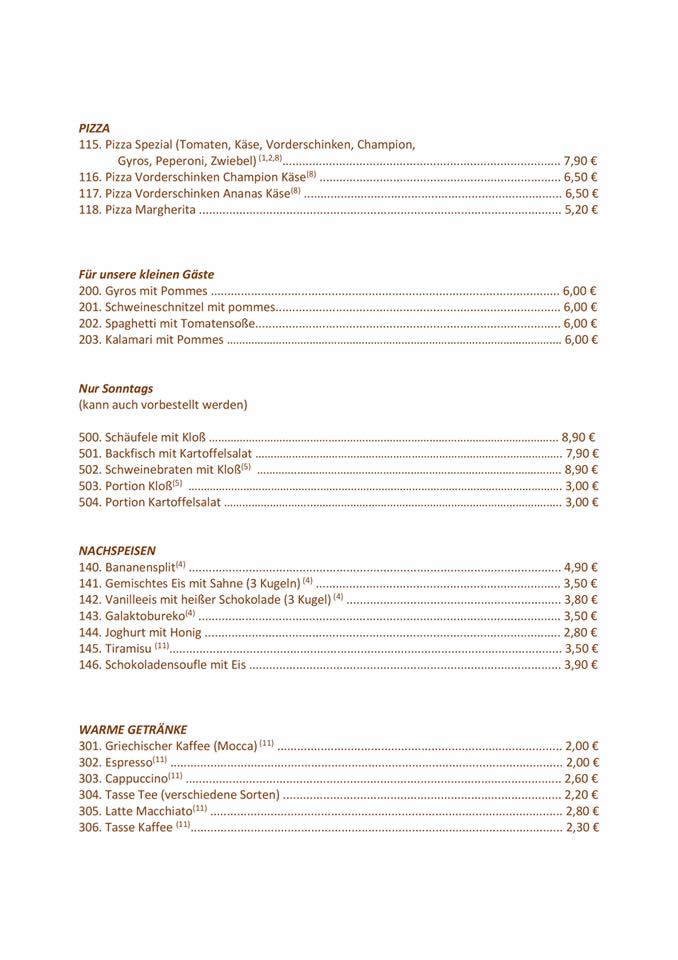 PIZZA
115. Pizza Spezial (Tomaten, Käse, Vorderschinken, Champion,
Gyros, Peperoni, Zwiebel) (1,2,8)........ 7,90 €
116. Pizza Vorderschinken Champion Käse(8) ........ 6,50 €
117. Pizza Vorderschinken Ananas Käse(8) ........ 6,50 €
118. Pizza Margherita ........ 5,20 €
Für unsere kleinen Gäste
200. Gyros mit Pommes ........ 6,00 €
201. Schweineschnitzel mit pommes........ 6,00 €
202. Spaghetti mit Tomatensoße........ 6,00 €
203. Kalamari mit Pommes ........ 6,00 €
Nur Sonntags
(kann auch vorbestellt werden)
500. Schäufele mit Kloß ........ 8,90 €
501. Backfisch mit Kartoffelsalat ........ 7,90 €
502. Schweinebraten mit Kloß(5) ........ 8,90 €
503. Portion Kloß(5) ........ 3,00 €
504. Portion Kartoffelsalat ........ 3,00 €
NACHSPEISEN
140. Bananensplit(4) ........ 4,90 €
141. Gemischtes Eis mit Sahne (3 Kugeln) (4) ........ 3,50 €
142. Vanilleeis mit heißer Schokolade (3 Kugel) (4) ........ 3,80 €
143. Galaktobureko(4) ........ 3,50 €
144. Joghurt mit Honig ........ 2,80 €
145. Tiramisu (11)........ 3,50 €
146. Schokoladensoufle mit Eis ........ 3,90 €
WARME GETRÄNKE
301. Griechischer Kaffee (Mocca) (11) ........ 2,00 €
302. Espresso(11) ........ 2,00 €
303. Cappuccino(11) ........ 2,60 €
304. Tasse Tee (verschiedene Sorten) ........ 2,20 €
305. Latte Macchiato(11) ........ 2,80 €
306. Tasse Kaffee (11)........ 2,30 €